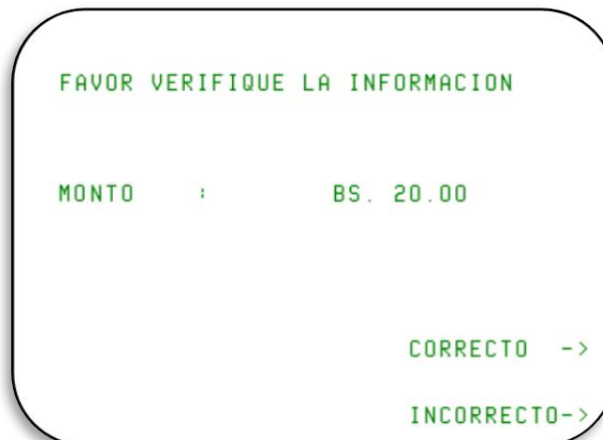 FAVOR VERIFIQUE LA INFORMACION
MONTO : BS. 20.00
CORRECTO ->
INCORRECTO->